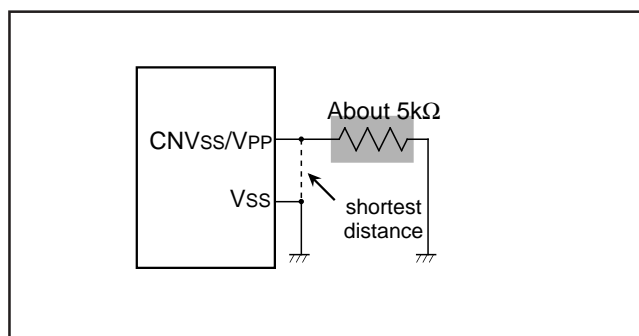 About 5kΩ
CNVSS/VPP
VSS
shortest
distance